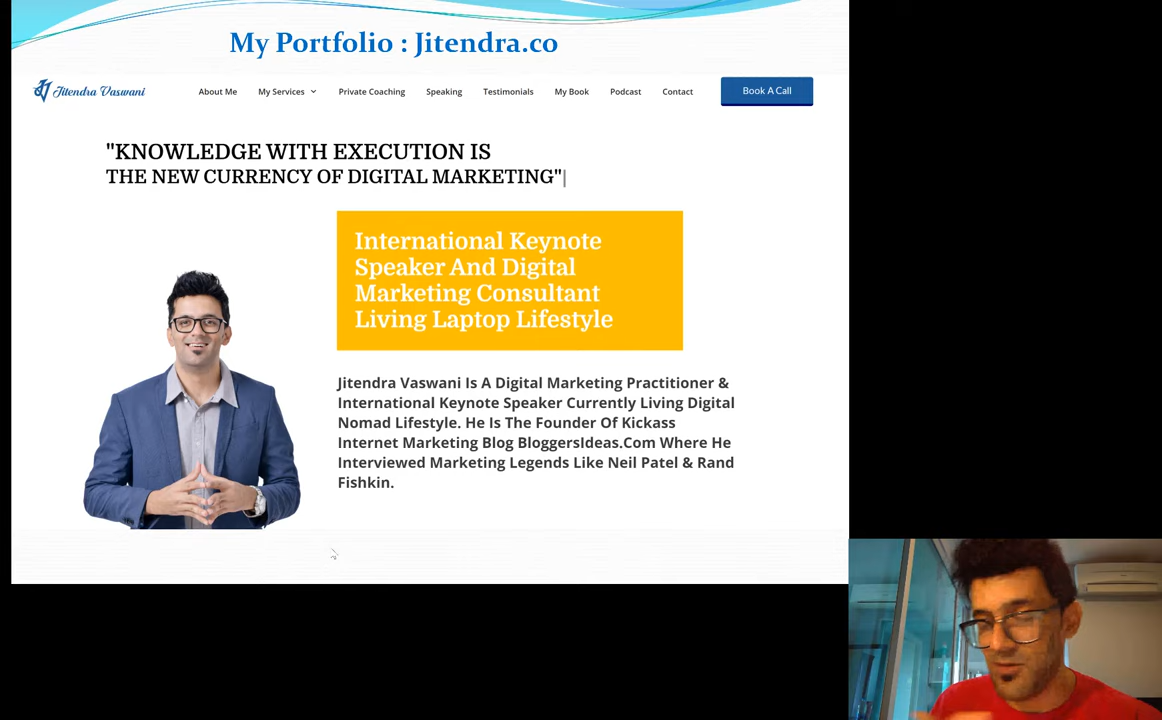 My Portfolio : Jitendra.co
Jitendra Vaswani
About Me
My Services
Private Coaching
Speaking
Testimonials
My Book
Podcast
Contact
Book A Call
"KNOWLEDGE WITH EXECUTION IS
THE NEW CURRENCY OF DIGITAL MARKETING"|
International Keynote
Speaker And Digital
Marketing Consultant
Living Laptop Lifestyle
Jitendra Vaswani Is A Digital Marketing Practitioner &
International Keynote Speaker Currently Living Digital
Nomad Lifestyle. He Is The Founder Of Kickass
Internet Marketing Blog BloggersIdeas.Com Where He
Interviewed Marketing Legends Like Neil Patel & Rand
Fishkin.